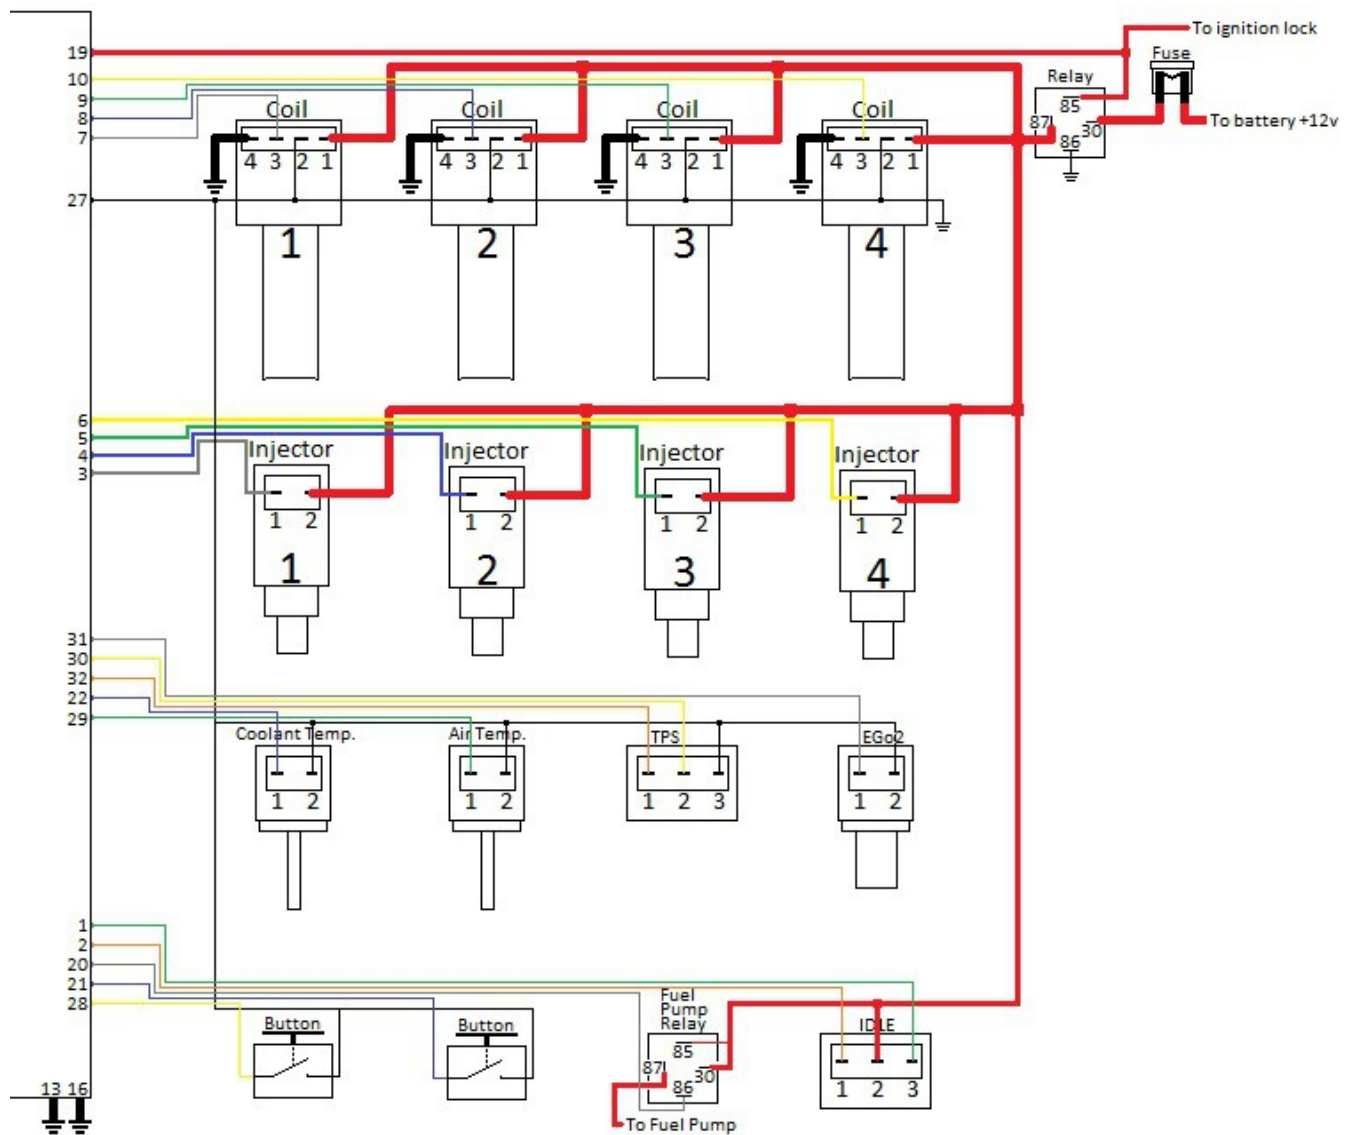 To ignition lock
19
Fuse
10
Relay
9
Coil Coil Coil Coil
85
8
87 30 To battery +12v
7
86
4 3 2 1 4 3 2 1 4 3 2 1 4 3 2 1
27
1 2 3 4
6
5
4
Injector Injector Injector Injector
3
1 2 1 2 1 2 1 2
1 2 3 4
31
30
32
22
29
Coolant Temp. Air Temp. TPS EGo2
1 2 1 2 1 2 3 1 2
1
2
20
21
28
Fuel
Pump
Relay
Button Button IDLE
85
87 30
86
1 2 3
13 16
To Fuel Pump